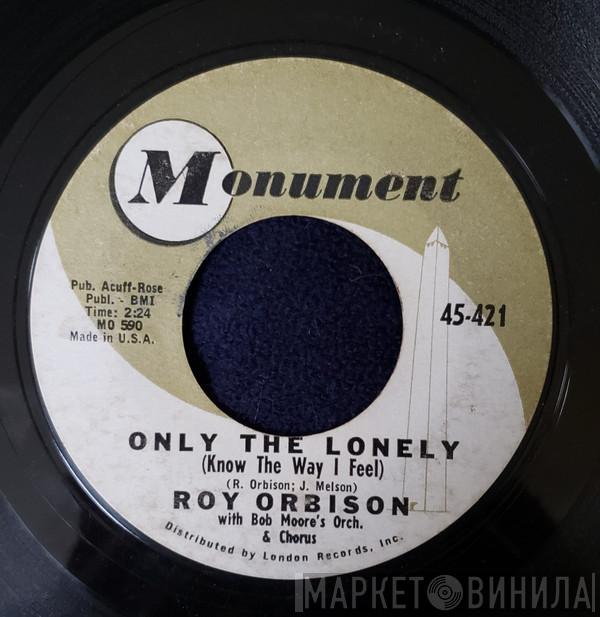 Monument
Pub. Acuff-Rose
Publ. - BMI
Time: 2:24
MO 590
Made in U.S.A.
45-421
ONLY THE LONELY
(Know The Way I Feel)
(R. Orbison; J. Melson)
ROY ORBISON
with Bob Moore's Orch.
& Chorus
Distributed by London Records, Inc.
МАРКЕТ ВИНИЛА